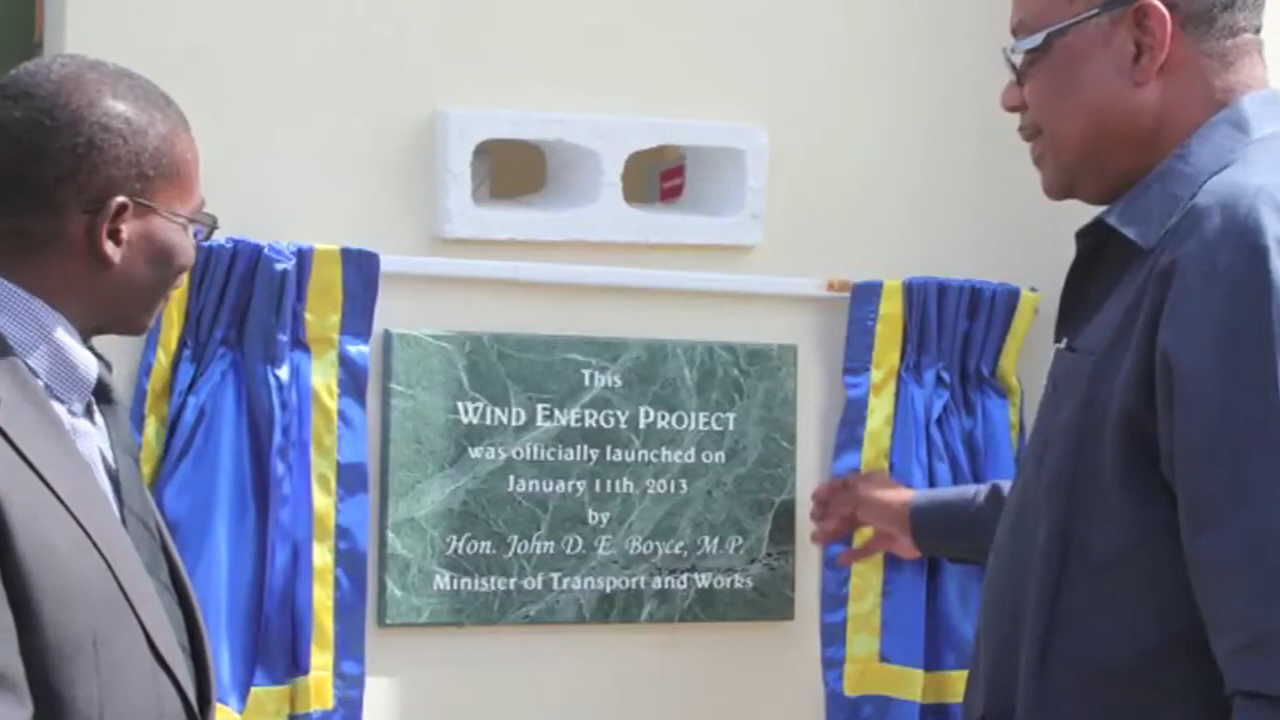 This
WIND ENERGY PROJECT
was officially launched on
January 11th, 2013
by
Hon. John D. E. Boyce, M.P.
Minister of Transport and Works